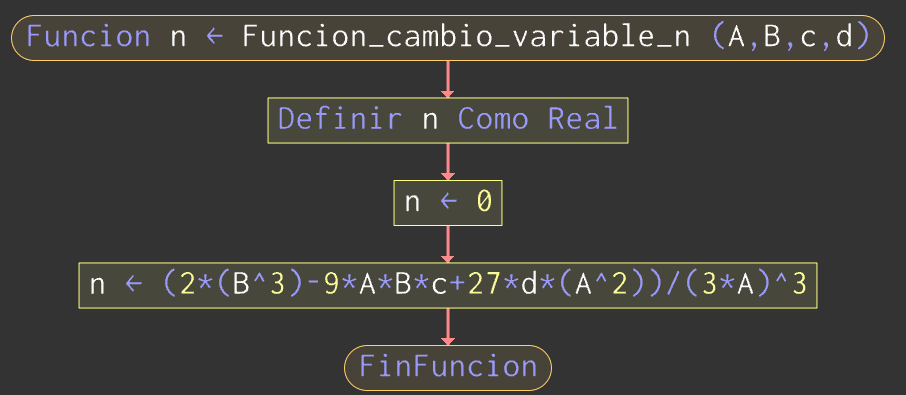 Funcion n ← Funcion_cambio_variable_n (A,B,c,d)
Definir n Como Real
n ← 0
n ← (2*(B^3)-9*A*B*c+27*d*(A^2))/(3*A)^3
FinFuncion